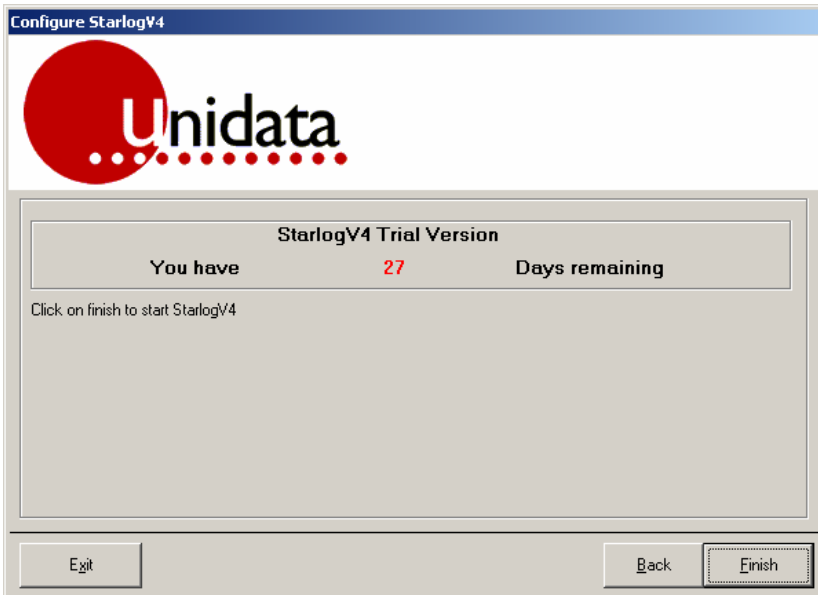 Configure StarlogV4
Unidata
StarlogV4 Trial Version
You have 27 Days remaining
Click on finish to start StarlogV4
Exit Back Finish